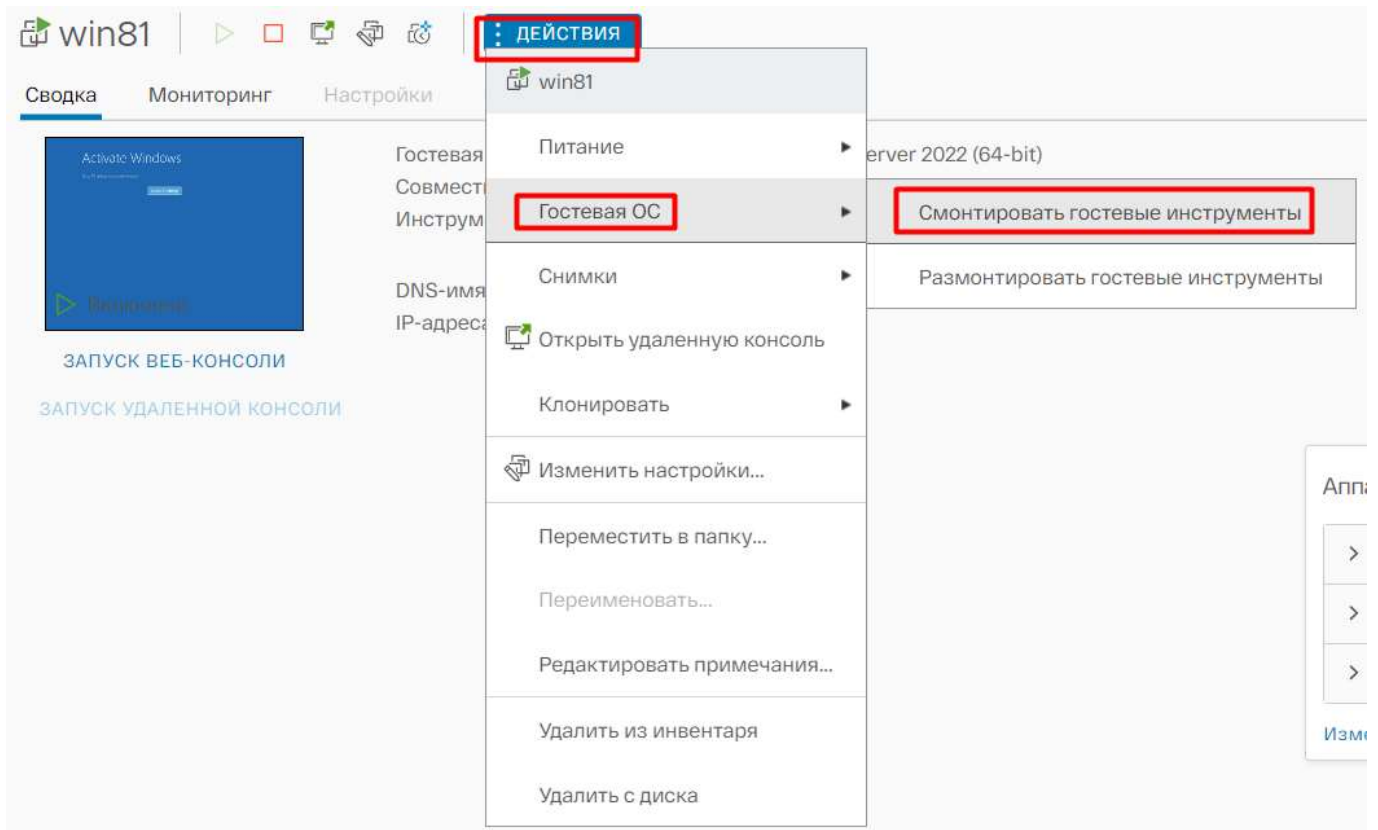 win81
ДЕЙСТВИЯ
win81
Сводка Мониторинг Настройки
Activate Windows
Питание
Гостевая
erver 2022 (64-bit)
Совмест
Гостевая ОС
Смонтировать гостевые инструменты
Инструм
Снимки
Размонтировать гостевые инструменты
DNS-имя
IP-адреса
Открыть удаленную консоль
ЗАПУСК ВЕБ-КОНСОЛИ
Клонировать
ЗАПУСК УДАЛЕННОЙ КОНСОЛИ
Изменить настройки...
Аппа
Переместить в папку...
Переименовать...
Редактировать примечания...
Удалить из инвентаря
Изме
Удалить с диска